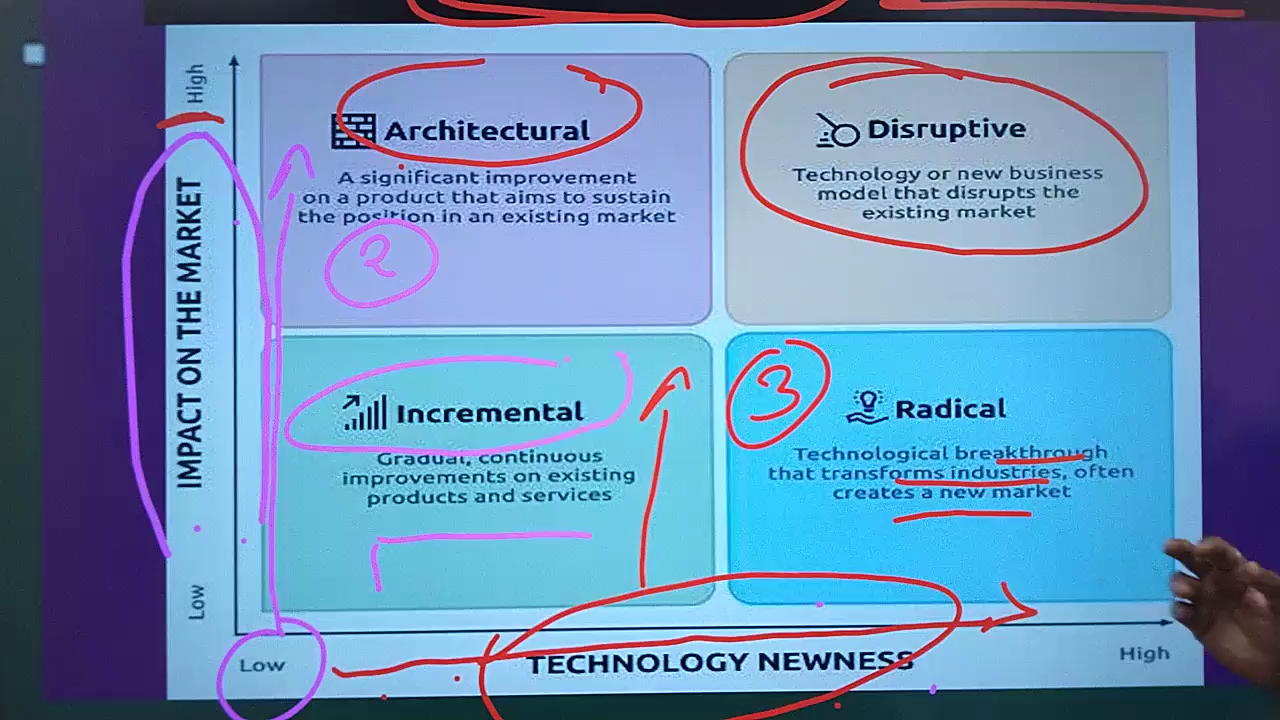 High
IMPACT ON THE MARKET
Low
Architectural
A significant improvement
on a product that aims to sustain
the position in an existing market
2
Disruptive
Technology or new business
model that disrupts the
existing market
Incremental
Gradual, continuous
improvements on existing
products and services
3
Radical
Technological breakthrough
that transforms industries, often
creates a new market
Low
TECHNOLOGY NEWNESS
High